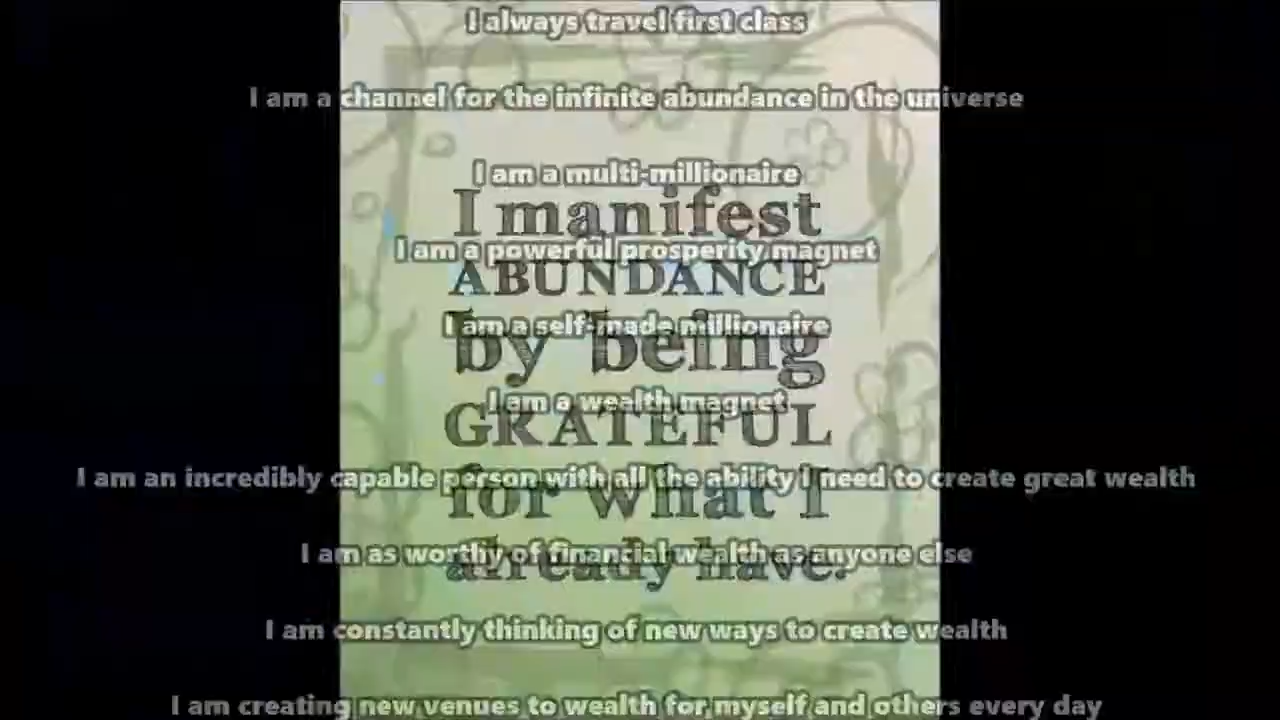 I always travel first class
I am a channel for the infinite abundance in the universe
I am a multi-millionaire
I manifest
I am a powerful prosperity magnet
ABUNDANCE
I am a self-made millionaire
by being
I am a wealth magnet
GRATEFUL
I am an incredibly capable person with all the ability I need to create great wealth
for what I
I am as worthy of financial wealth as anyone else
already have.
I am constantly thinking of new ways to create wealth
I am creating new venues to wealth for myself and others every day